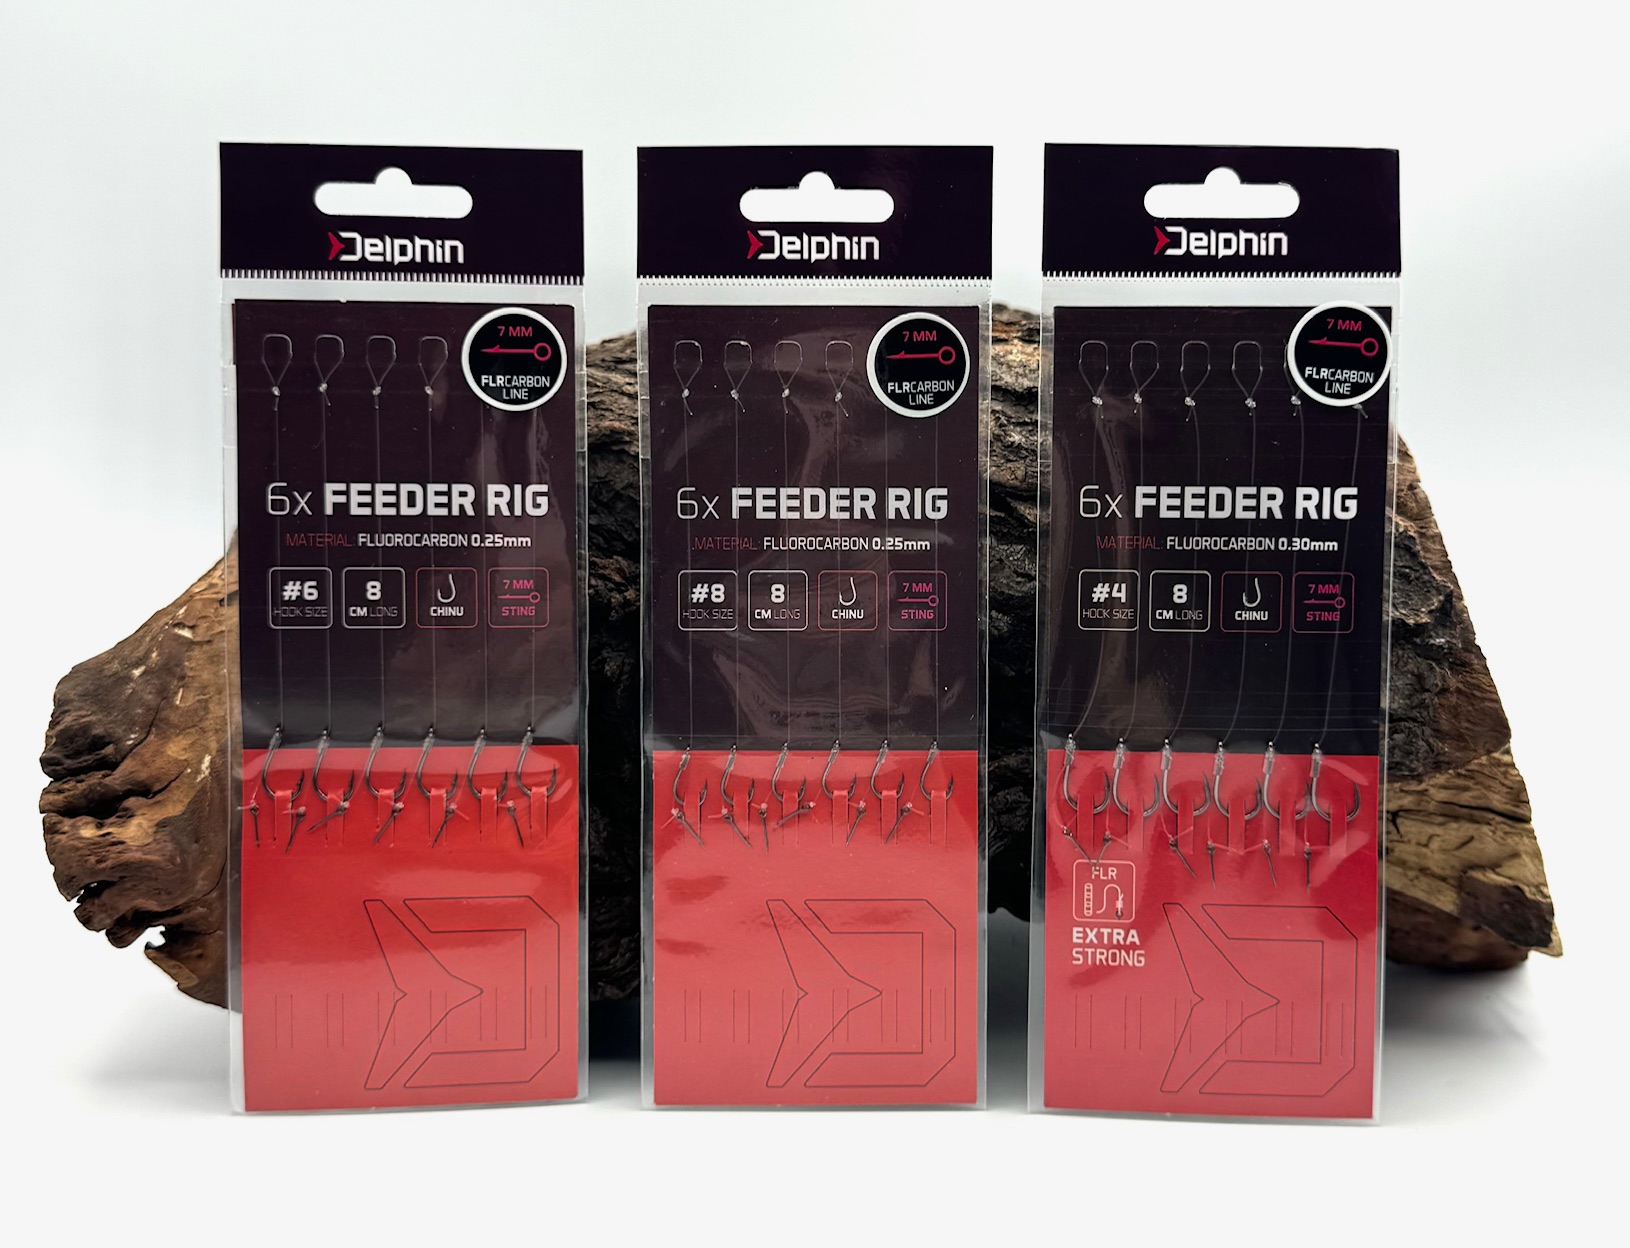 Delphin
7 MM
FLRCARBON
LINE
6x FEEDER RIG
MATERIAL: FLUOROCARBON 0.25mm
#6
HOOK SIZE
8
CM LONG
CHINU
7 MM
STING
Delphin
7 MM
FLRCARBON
LINE
6x FEEDER RIG
MATERIAL: FLUOROCARBON 0.25mm
#8
HOOK SIZE
8
CM LONG
CHINU
7 MM
STING
Delphin
7 MM
FLRCARBON
LINE
6x FEEDER RIG
MATERIAL: FLUOROCARBON 0.30mm
#4
HOOK SIZE
8
CM LONG
CHINU
7 MM
STING
FLR
EXTRA
STRONG